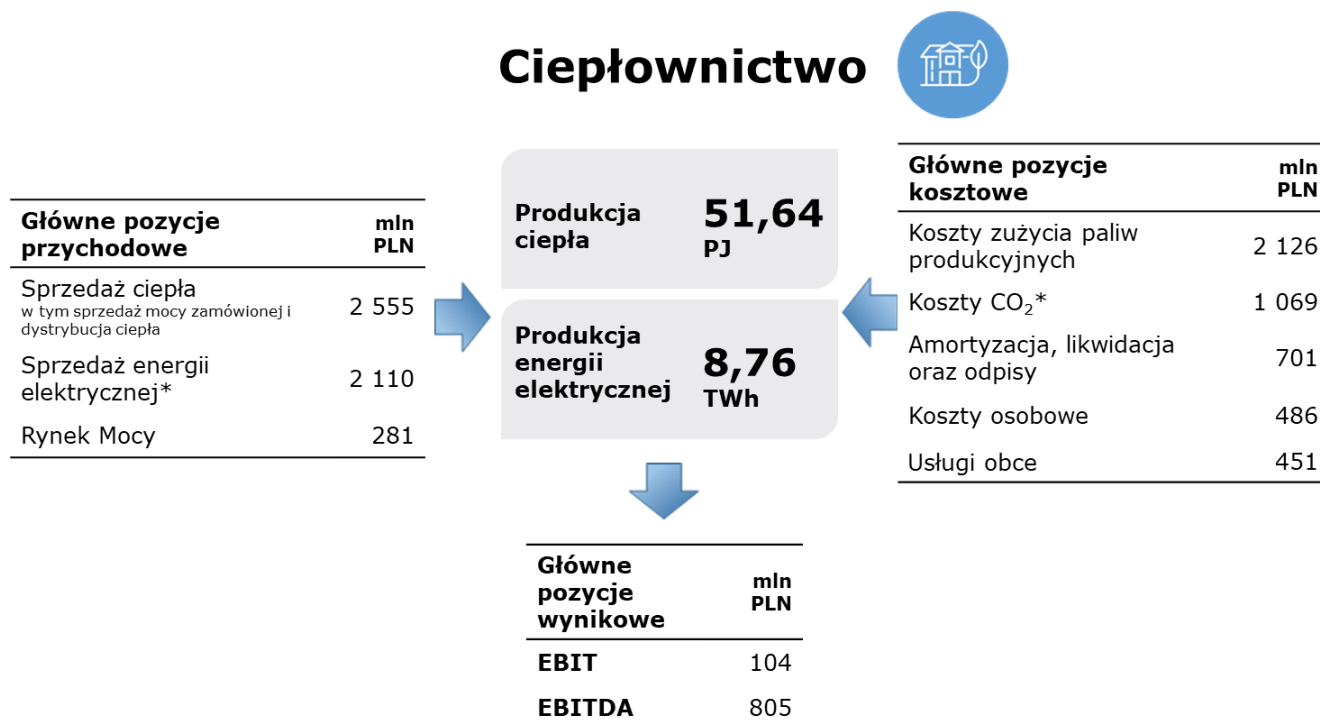 Ciepłownictwo
Główne pozycje
przychodowe
mln
PLN
Sprzedaż ciepła
w tym sprzedaż mocy zamówionej i
dystrybucja ciepła
2 555
Sprzedaż energii
elektrycznej*
2 110
Rynek Mocy 281
Produkcja
ciepła
51,64
PJ
Produkcja
energii
elektrycznej
8,76
TWh
Główne pozycje
kosztowe
mln
PLN
Koszty zużycia paliw
produkcyjnych
2 126
Koszty CO₂* 1 069
Amortyzacja, likwidacja
oraz odpisy
701
Koszty osobowe 486
Usługi obce 451
Główne
pozycje
wynikowe
mln
PLN
EBIT 104
EBITDA 805